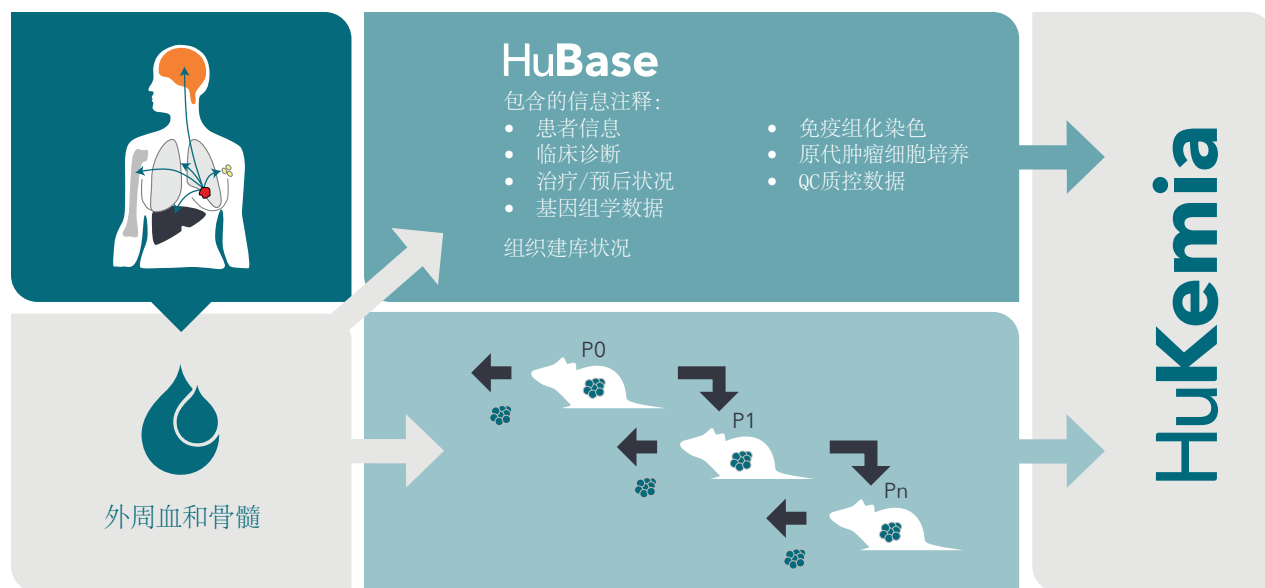 HuBase
包含的信息注释:
• 患者信息
• 临床诊断
• 治疗/预后状况
• 基因组学数据
• 免疫组化染色
• 原代肿瘤细胞培养
• QC质控数据
组织建库状况
外周血和骨髓
P0
P1
Pn
HuKemia